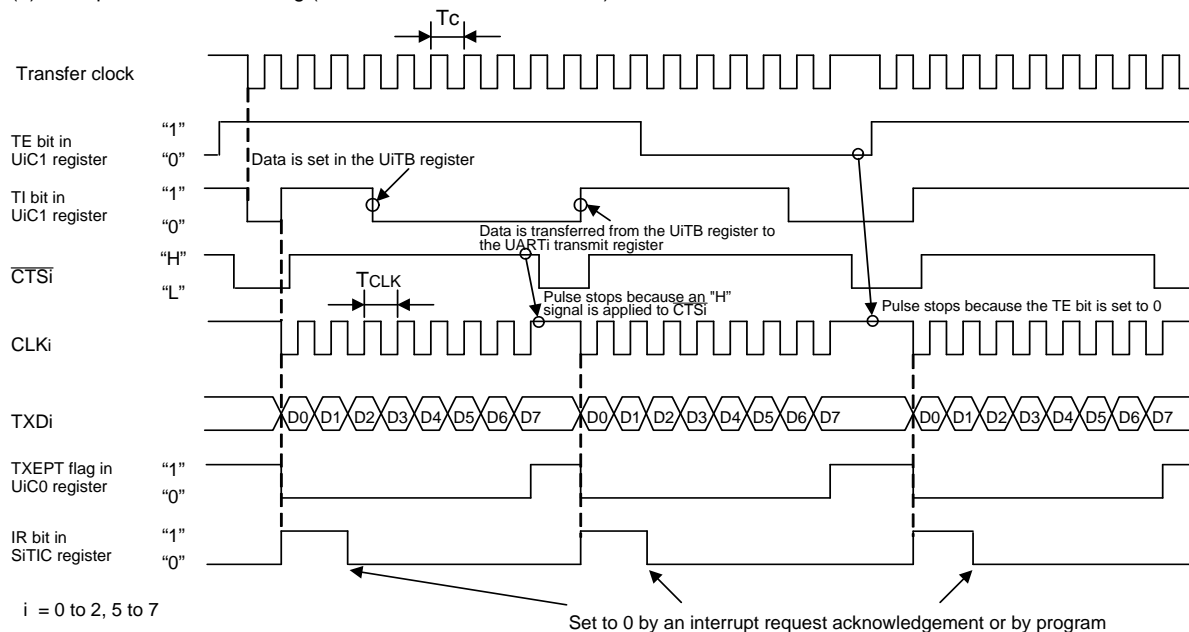 Tc
Transfer clock
TE bit in
UiC1 register
“1”
“0”
Data is set in the UiTB register
TI bit in
UiC1 register
“1”
“0”
Data is transferred from the UiTB register to
the UARTi transmit register
CTSi
“H”
“L”
TCLK
Pulse stops because an "H"
signal is applied to CTSi
Pulse stops because the TE bit is set to 0
CLKi
TXDi
D0 D1 D2 D3 D4 D5 D6 D7 D0 D1 D2 D3 D4 D5 D6 D7 D0 D1 D2 D3 D4 D5 D6 D7
TXEPT flag in
UiC0 register
“1”
“0”
IR bit in
SiTIC register
“1”
“0”
i = 0 to 2, 5 to 7
Set to 0 by an interrupt request acknowledgement or by program